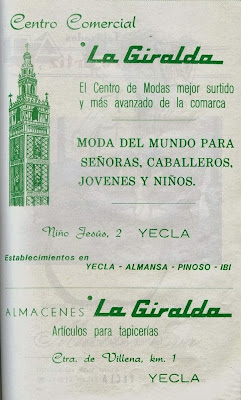 Centro Comercial
La Giralda
El Centro de Modas mejor surtido
y más avanzado de la comarca
MODA DEL MUNDO PARA
SEÑORAS, CABALLEROS,
JOVENES Y NIÑOS.
Niño Jesús, 2 YECLA
Establecimientos en
YECLA - ALMANSA - PINOSO - IBI
ALMACENES La Giralda
Artículos para tapicerías
Ctra. de Villena, km. 1
YECLA